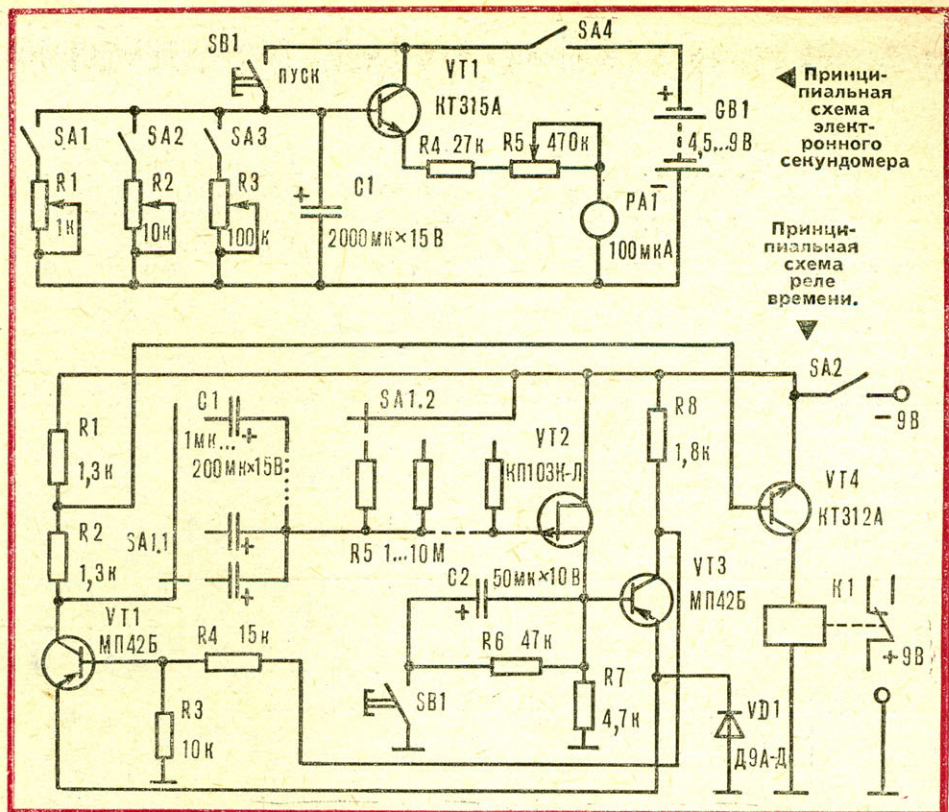 SB1
ПУСК
SA4
VT1
КТ315А
+
GB1
4,5...9В
−
SA1
SA2
SA3
R1
1к
R2
10к
R3
100к
+
C1
2000мк×15В
R4 27к
R5
470к
PA1
100мкА
Принци-
пиальная
схема
элект-
ронного
секундомера
Принци-
пиальная
схема
реле
времени.
SA2
−9В
R1
1,3к
R2
1,3к
SA1.1
C1
1мк...
200мк×15В
+
+
+
SA1.2
R5 1...10М
VT2
КП103К-Л
R8
1,8к
VT4
КТ312А
C2
50мк×10В
+
VT3
МП42Б
K1
+9В
VT1
МП42Б
R4
15к
R6 47к
SB1
R7
4,7к
R3
10к
VD1
Д9А-Д